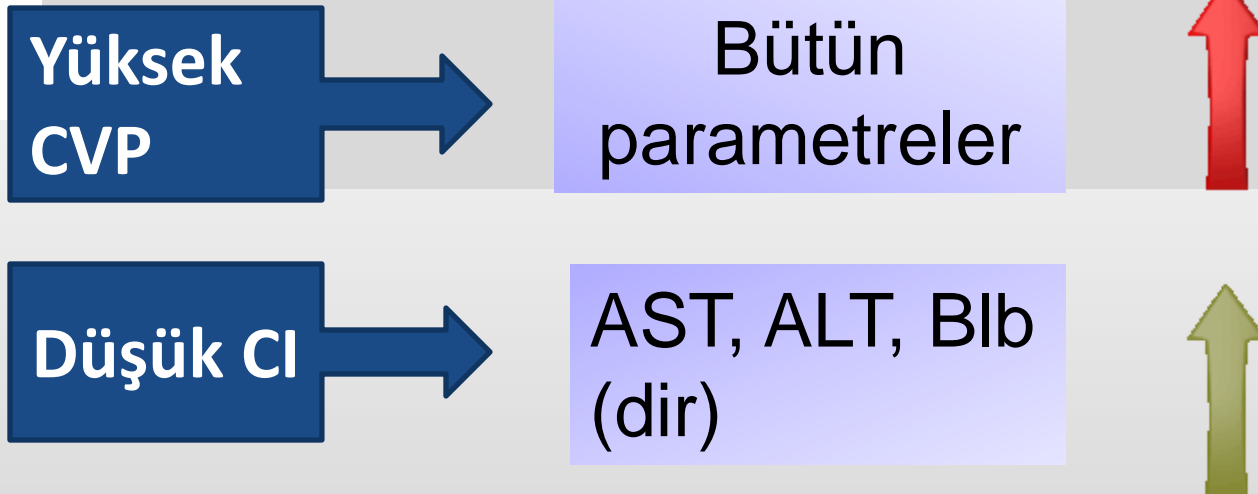 Yüksek
CVP
Bütün
parametreler
Düşük CI
AST, ALT, Blb
(dir)